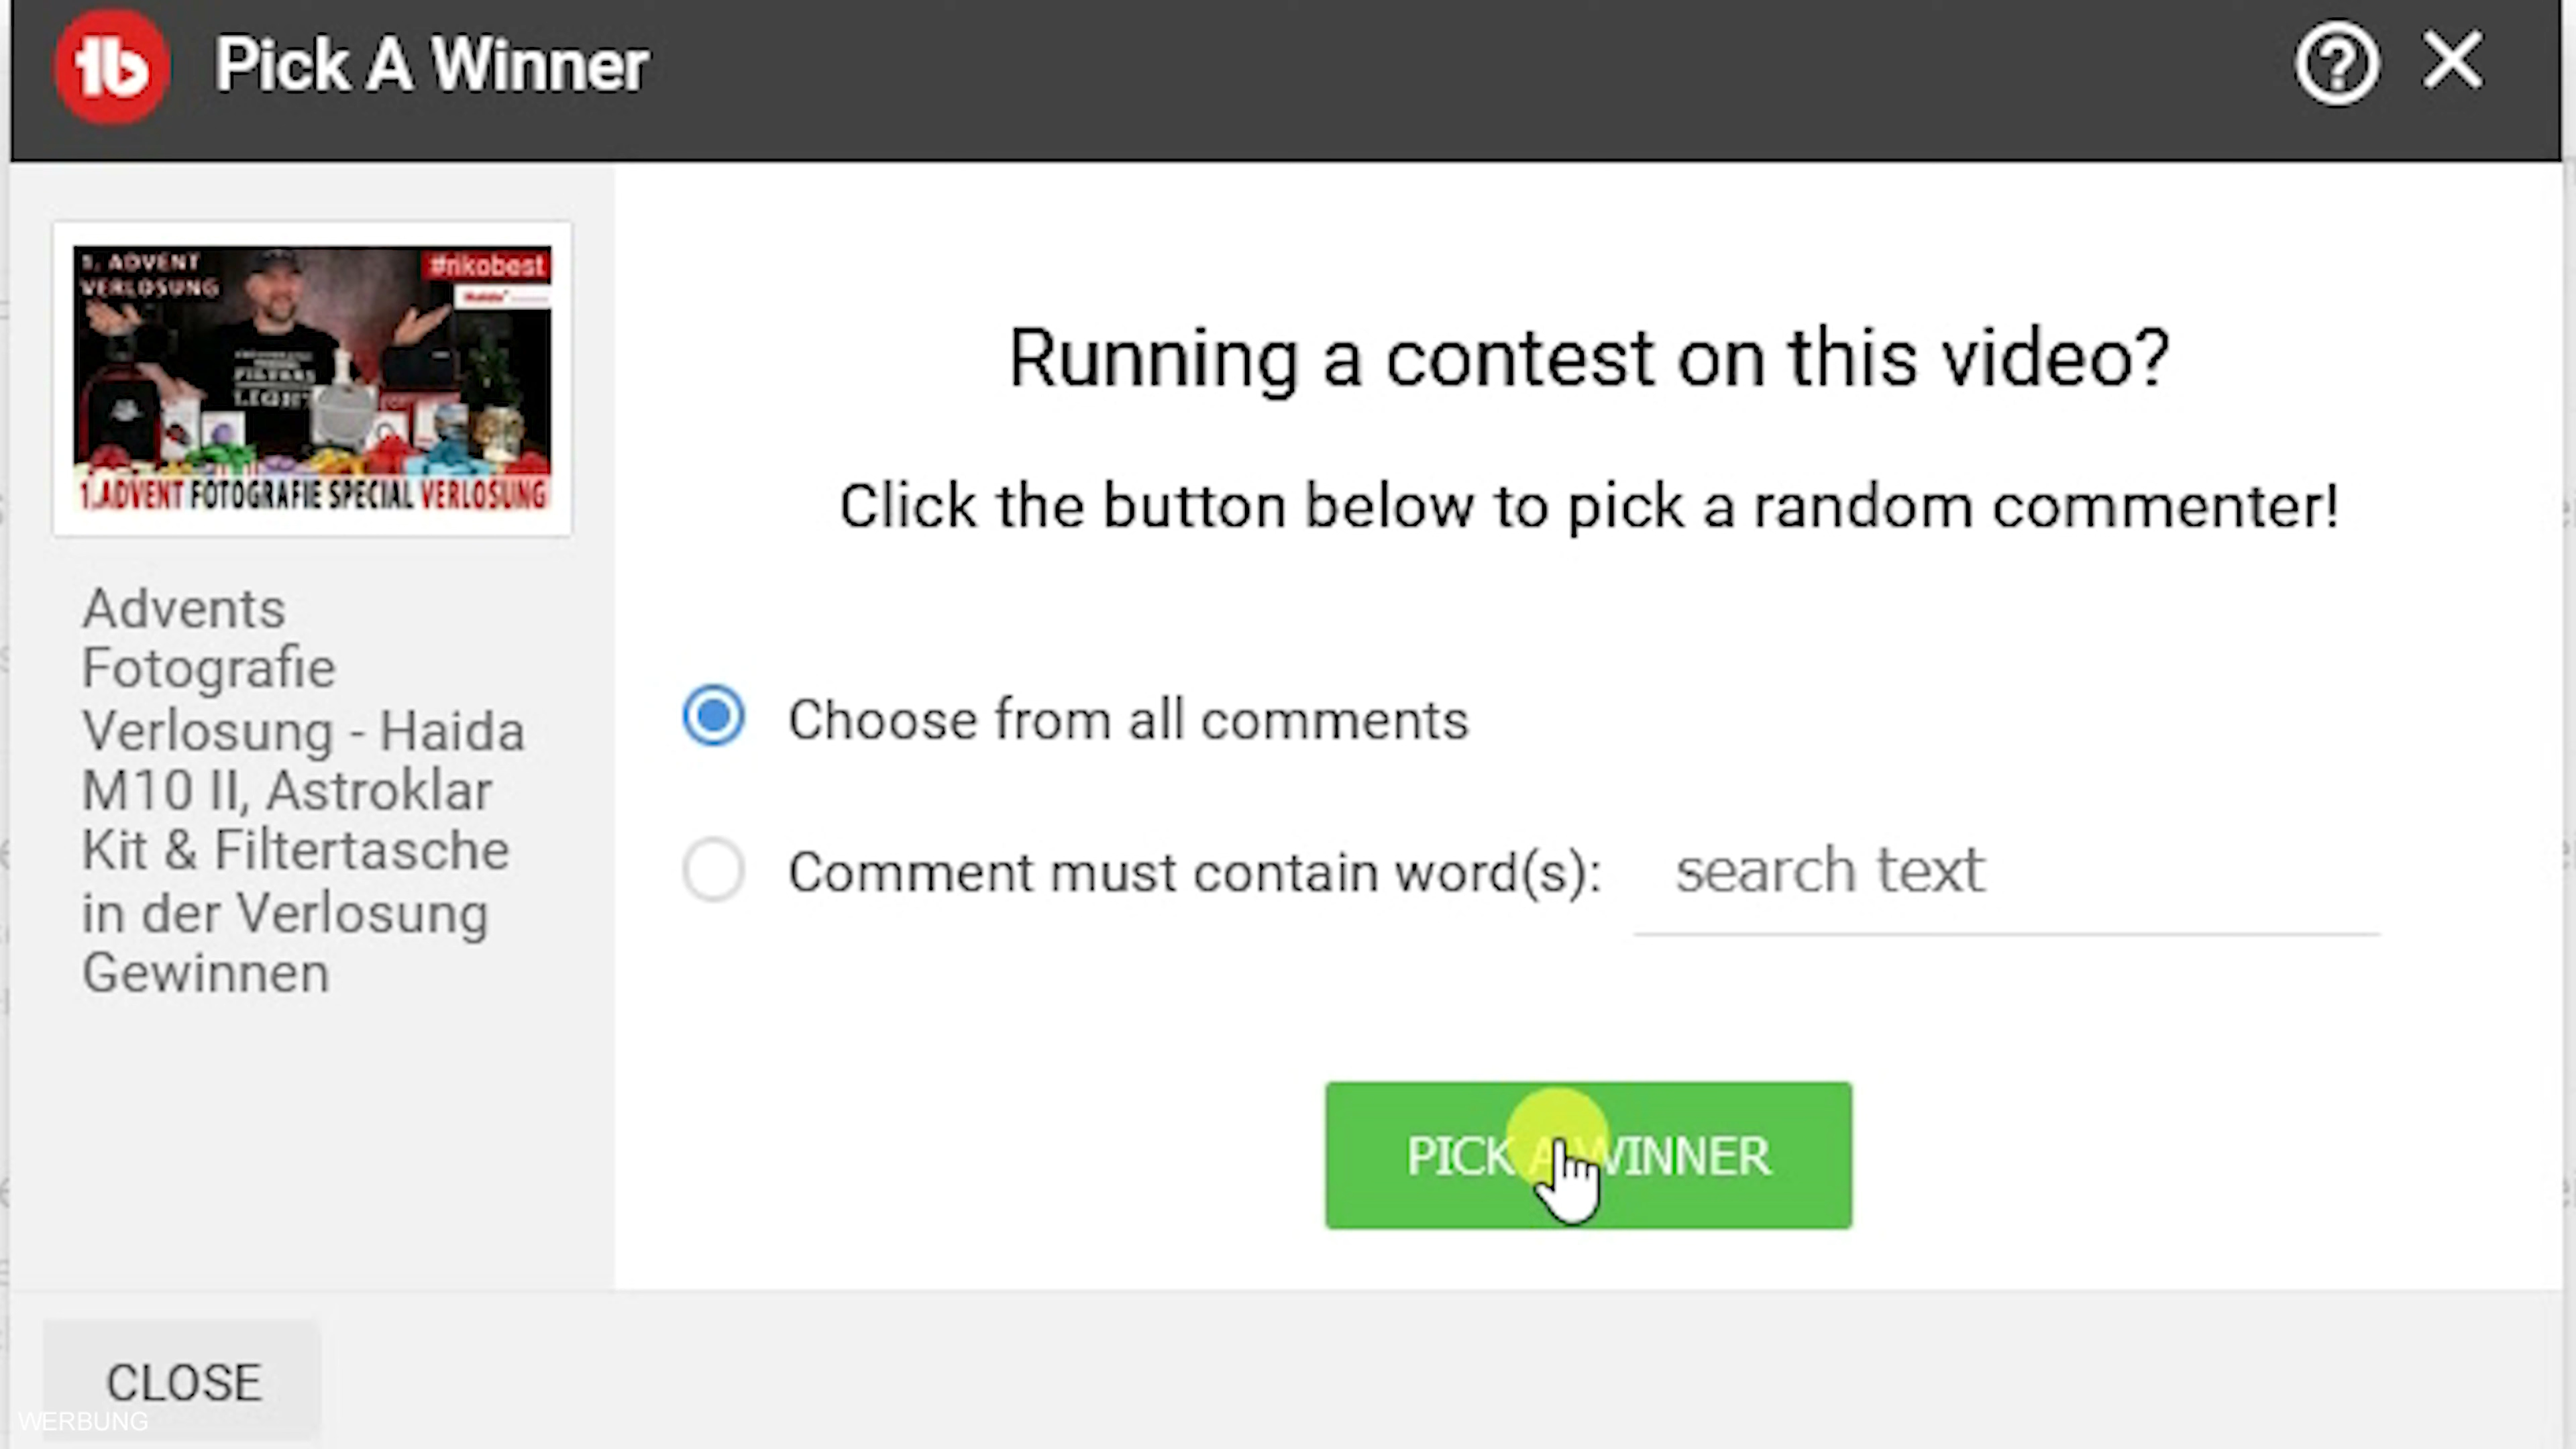 Pick A Winner
1. ADVENT
VERLOSUNG
#rikobest
1.ADVENT FOTOGRAFIE SPECIAL VERLOSUNG
Advents
Fotografie
Verlosung - Haida
M10 II, Astroklar
Kit & Filtertasche
in der Verlosung
Gewinnen
Running a contest on this video?
Click the button below to pick a random commenter!
Choose from all comments
Comment must contain word(s): search text
PICK A WINNER
CLOSE
WERBUNG